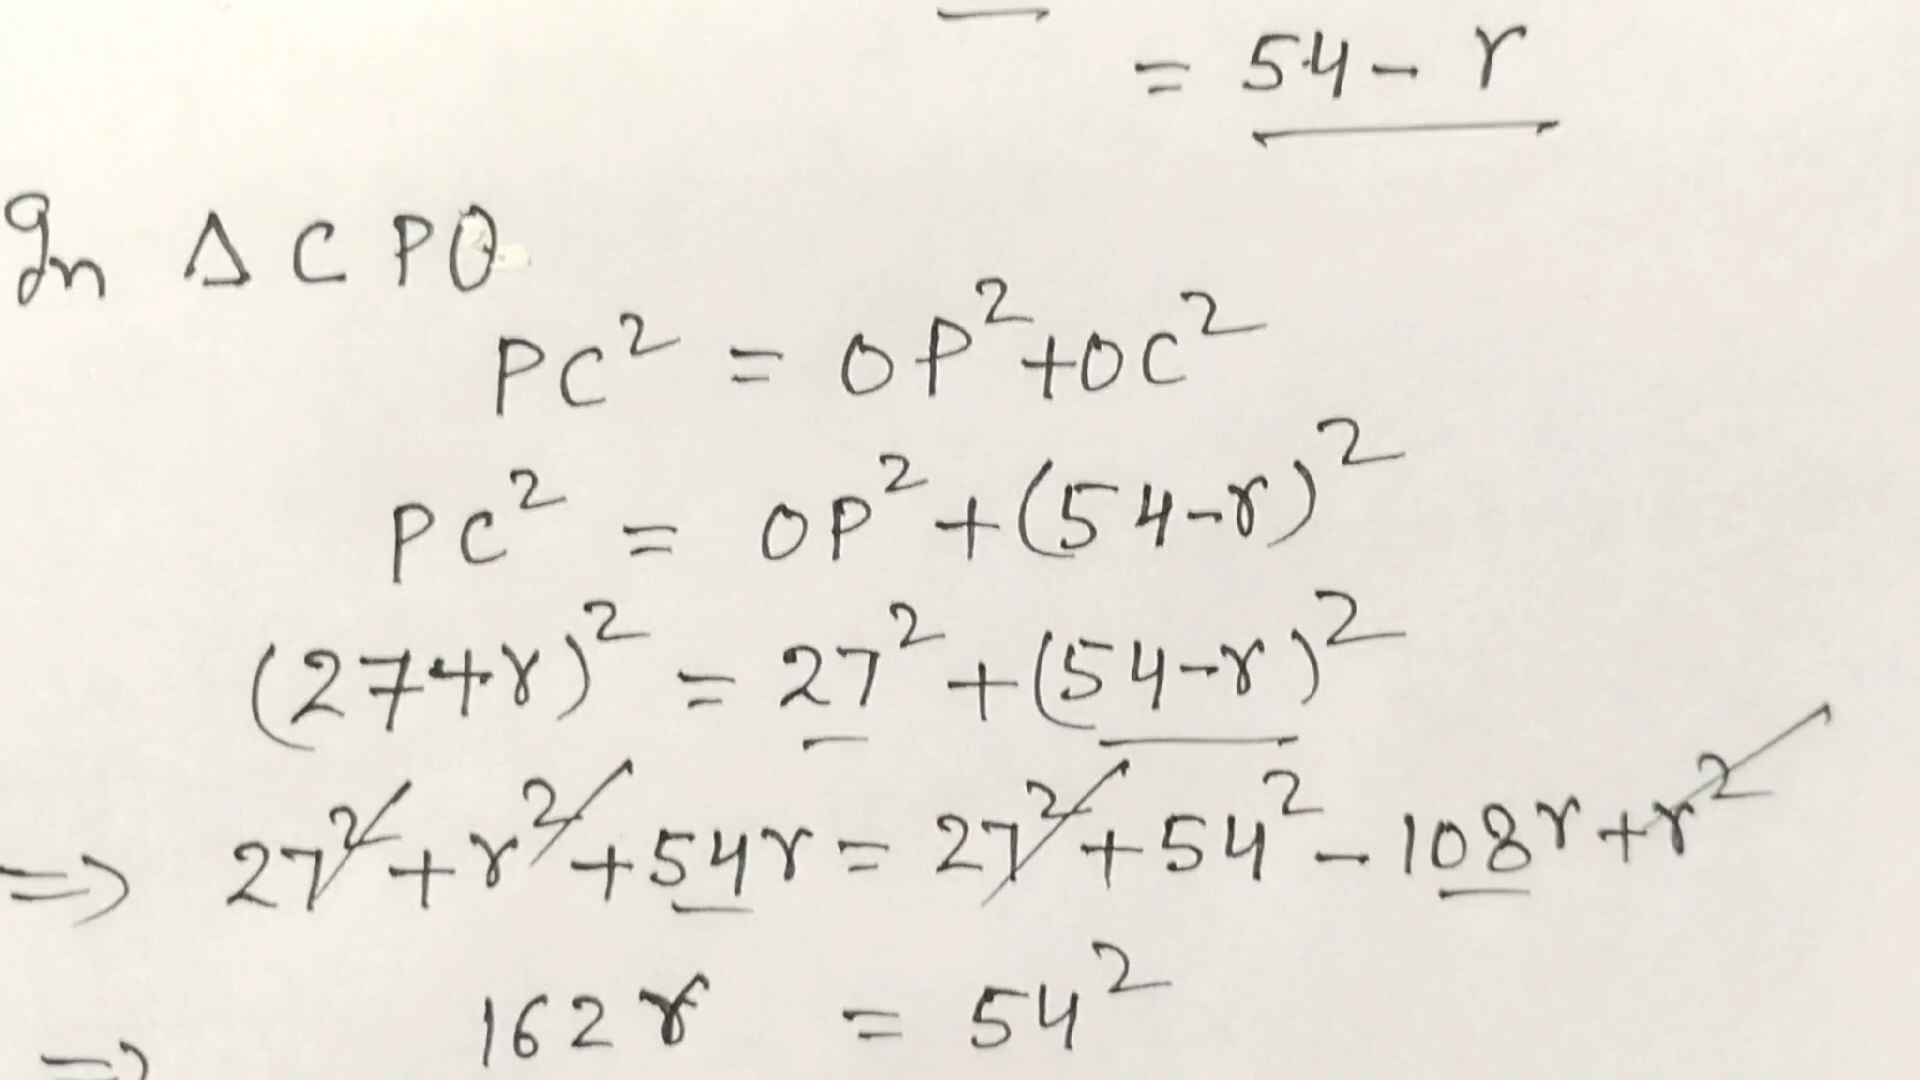 = 54 - r
In Δ C P O
PC² = OP² + OC²
PC² = OP² + (54-r)²
(27+r)² = 27² + (54-r)²
=> 27² + r² + 54r = 27² + 54² - 108r + r²
=> 162r = 54²